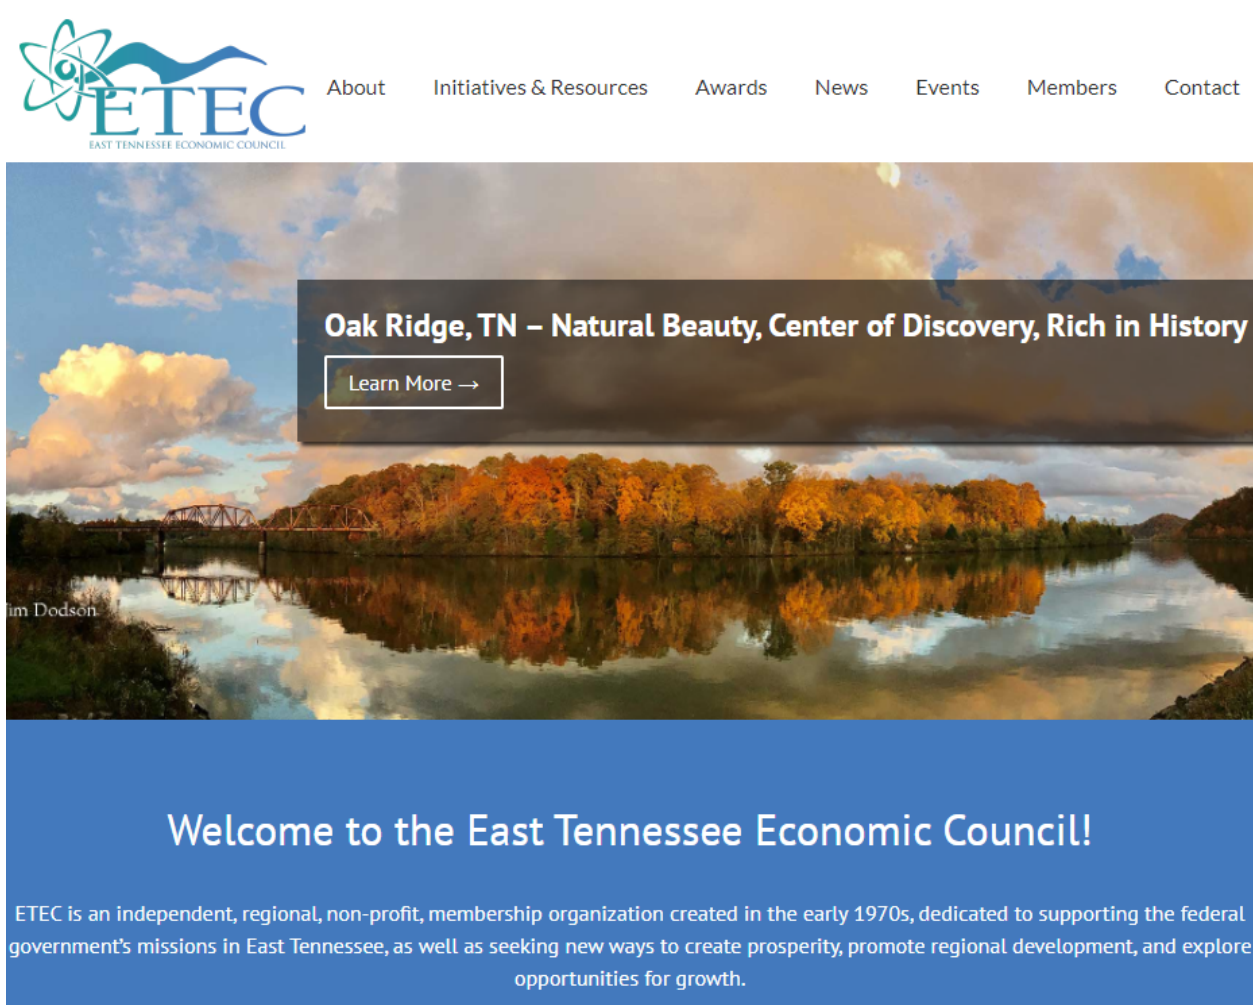 ETEC
EAST TENNESSEE ECONOMIC COUNCIL
About Initiatives & Resources Awards News Events Members Contact
Oak Ridge, TN – Natural Beauty, Center of Discovery, Rich in History
Learn More →
im Dodson
Welcome to the East Tennessee Economic Council!
ETEC is an independent, regional, non-profit, membership organization created in the early 1970s, dedicated to supporting the federal
government's missions in East Tennessee, as well as seeking new ways to create prosperity, promote regional development, and explore
opportunities for growth.